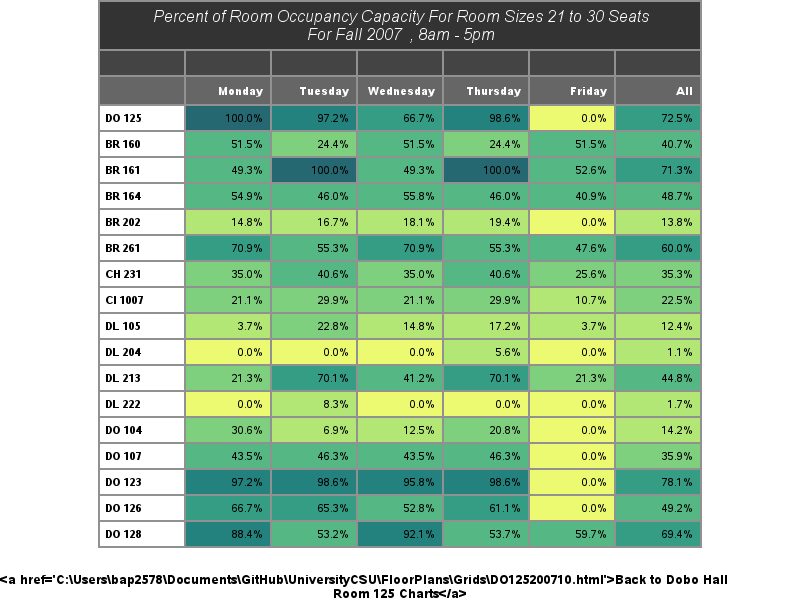 Percent of Room Occupancy Capacity For Room Sizes 21 to 30 Seats
For Fall 2007 , 8am - 5pm
Monday Tuesday Wednesday Thursday Friday All
DO 125 100.0% 97.2% 66.7% 98.6% 0.0% 72.5%
BR 160 51.5% 24.4% 51.5% 24.4% 51.5% 40.7%
BR 161 49.3% 100.0% 49.3% 100.0% 52.6% 71.3%
BR 164 54.9% 46.0% 55.8% 46.0% 40.9% 48.7%
BR 202 14.8% 16.7% 18.1% 19.4% 0.0% 13.8%
BR 261 70.9% 55.3% 70.9% 55.3% 47.6% 60.0%
CH 231 35.0% 40.6% 35.0% 40.6% 25.6% 35.3%
CI 1007 21.1% 29.9% 21.1% 29.9% 10.7% 22.5%
DL 105 3.7% 22.8% 14.8% 17.2% 3.7% 12.4%
DL 204 0.0% 0.0% 0.0% 5.6% 0.0% 1.1%
DL 213 21.3% 70.1% 41.2% 70.1% 21.3% 44.8%
DL 222 0.0% 8.3% 0.0% 0.0% 0.0% 1.7%
DO 104 30.6% 6.9% 12.5% 20.8% 0.0% 14.2%
DO 107 43.5% 46.3% 43.5% 46.3% 0.0% 35.9%
DO 123 97.2% 98.6% 95.8% 98.6% 0.0% 78.1%
DO 126 66.7% 65.3% 52.8% 61.1% 0.0% 49.2%
DO 128 88.4% 53.2% 92.1% 53.7% 59.7% 69.4%
<a href='C:\Users\bap2578\Documents\GitHub\UniversityCSU\FloorPlans\Grids\DO125200710.html'>Back to Dobo Hall
Room 125 Charts</a>